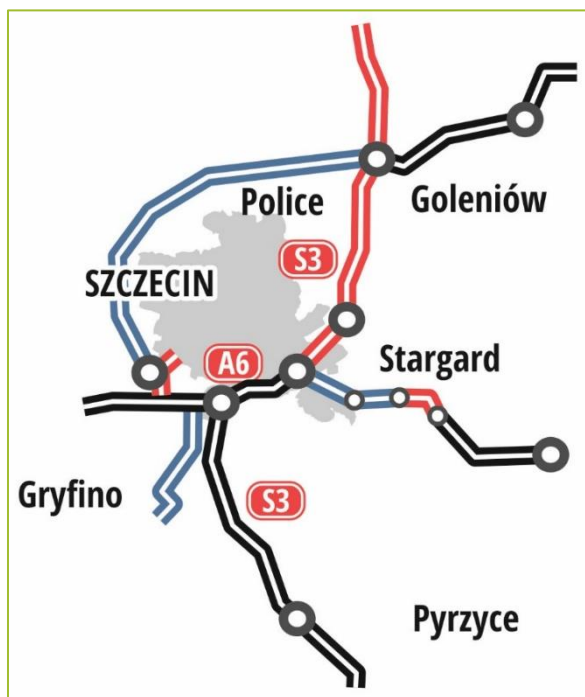 Police
Goleniów
S3
SZCZECIN
Stargard
A6
Gryfino
S3
Pyrzyce